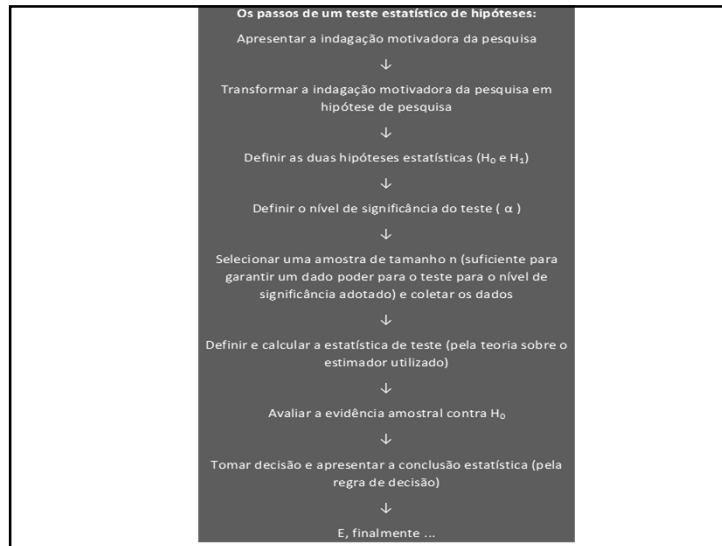 Os passos de um teste estatístico de hipóteses:
Apresentar a indagação motivadora da pesquisa
↓
Transformar a indagação motivadora da pesquisa em
hipótese de pesquisa
↓
Definir as duas hipóteses estatísticas (H₀ e H₁)
↓
Definir o nível de significância do teste ( α )
↓
Selecionar uma amostra de tamanho n (suficiente para
garantir um dado poder para o teste para o nível de
significância adotado) e coletar os dados
↓
Definir e calcular a estatística de teste (pela teoria sobre o
estimador utilizado)
↓
Avaliar a evidência amostral contra H₀
↓
Tomar decisão e apresentar a conclusão estatística (pela
regra de decisão)
↓
E, finalmente ...